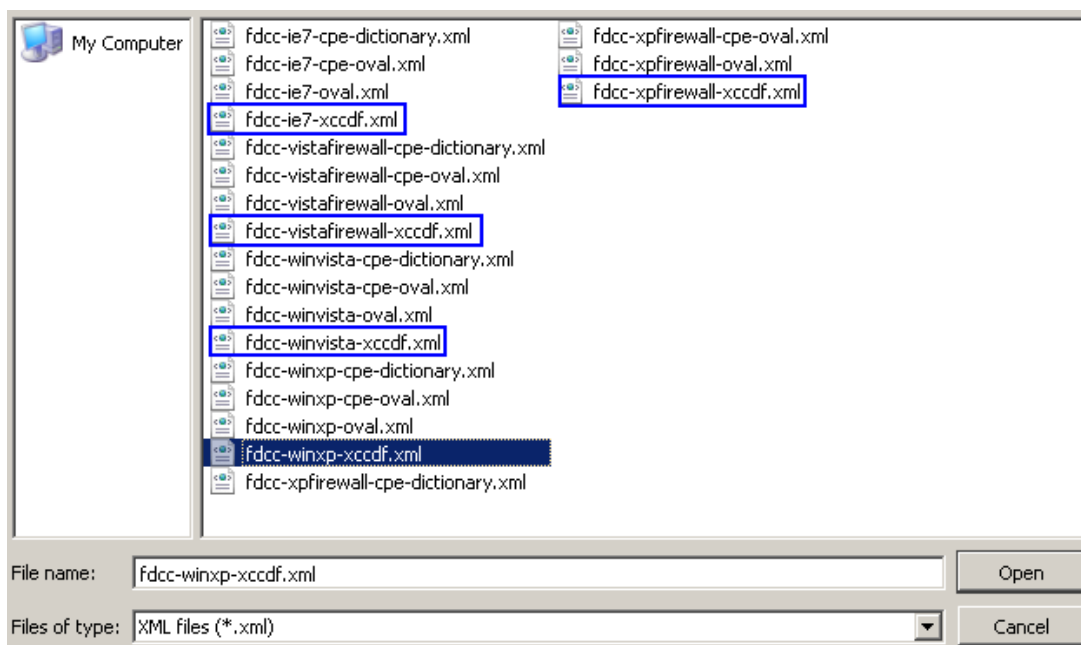 My Computer
fdcc-ie7-cpe-dictionary.xml
fdcc-ie7-cpe-oval.xml
fdcc-ie7-oval.xml
fdcc-ie7-xccdf.xml
fdcc-vistafirewall-cpe-dictionary.xml
fdcc-vistafirewall-cpe-oval.xml
fdcc-vistafirewall-oval.xml
fdcc-vistafirewall-xccdf.xml
fdcc-winvista-cpe-dictionary.xml
fdcc-winvista-cpe-oval.xml
fdcc-winvista-oval.xml
fdcc-winvista-xccdf.xml
fdcc-winxp-cpe-dictionary.xml
fdcc-winxp-cpe-oval.xml
fdcc-winxp-oval.xml
fdcc-winxp-xccdf.xml
fdcc-xpfirewall-cpe-dictionary.xml
fdcc-xpfirewall-cpe-oval.xml
fdcc-xpfirewall-oval.xml
fdcc-xpfirewall-xccdf.xml
File name: fdcc-winxp-xccdf.xml Open
Files of type: XML files (*.xml) Cancel